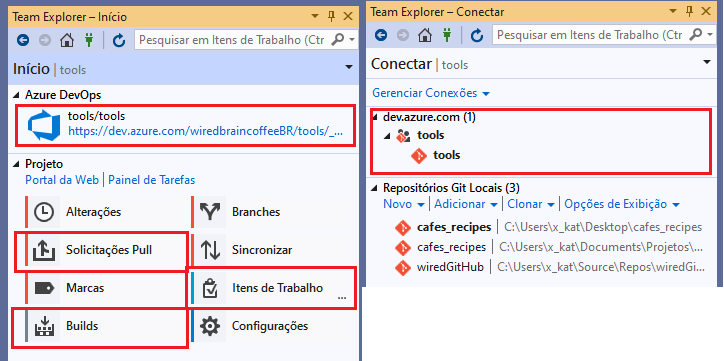 Team Explorer – Início
Pesquisar em Itens de Trabalho (Ctr
Início | tools
Azure DevOps
tools/tools
https://dev.azure.com/wiredbraincoffeeBR/tools/_...
Projeto
Portal da Web | Painel de Tarefas
Alterações
Branches
Solicitações Pull
Sincronizar
Marcas
Itens de Trabalho
...
Builds
Configurações
Team Explorer – Conectar
Pesquisar em Itens de Trabalho (Ctr
Conectar | tools
Gerenciar Conexões
dev.azure.com (1)
tools
tools
Repositórios Git Locais (3)
Novo | Adicionar | Clonar | Opções de Exibição
cafes_recipes | C:\Users\x_kat\Desktop\cafes_recipes
cafes_recipes | C:\Users\x_kat\Documents\Projetos\...
wiredGitHub | C:\Users\x_kat\Source\Repos\wiredGi...